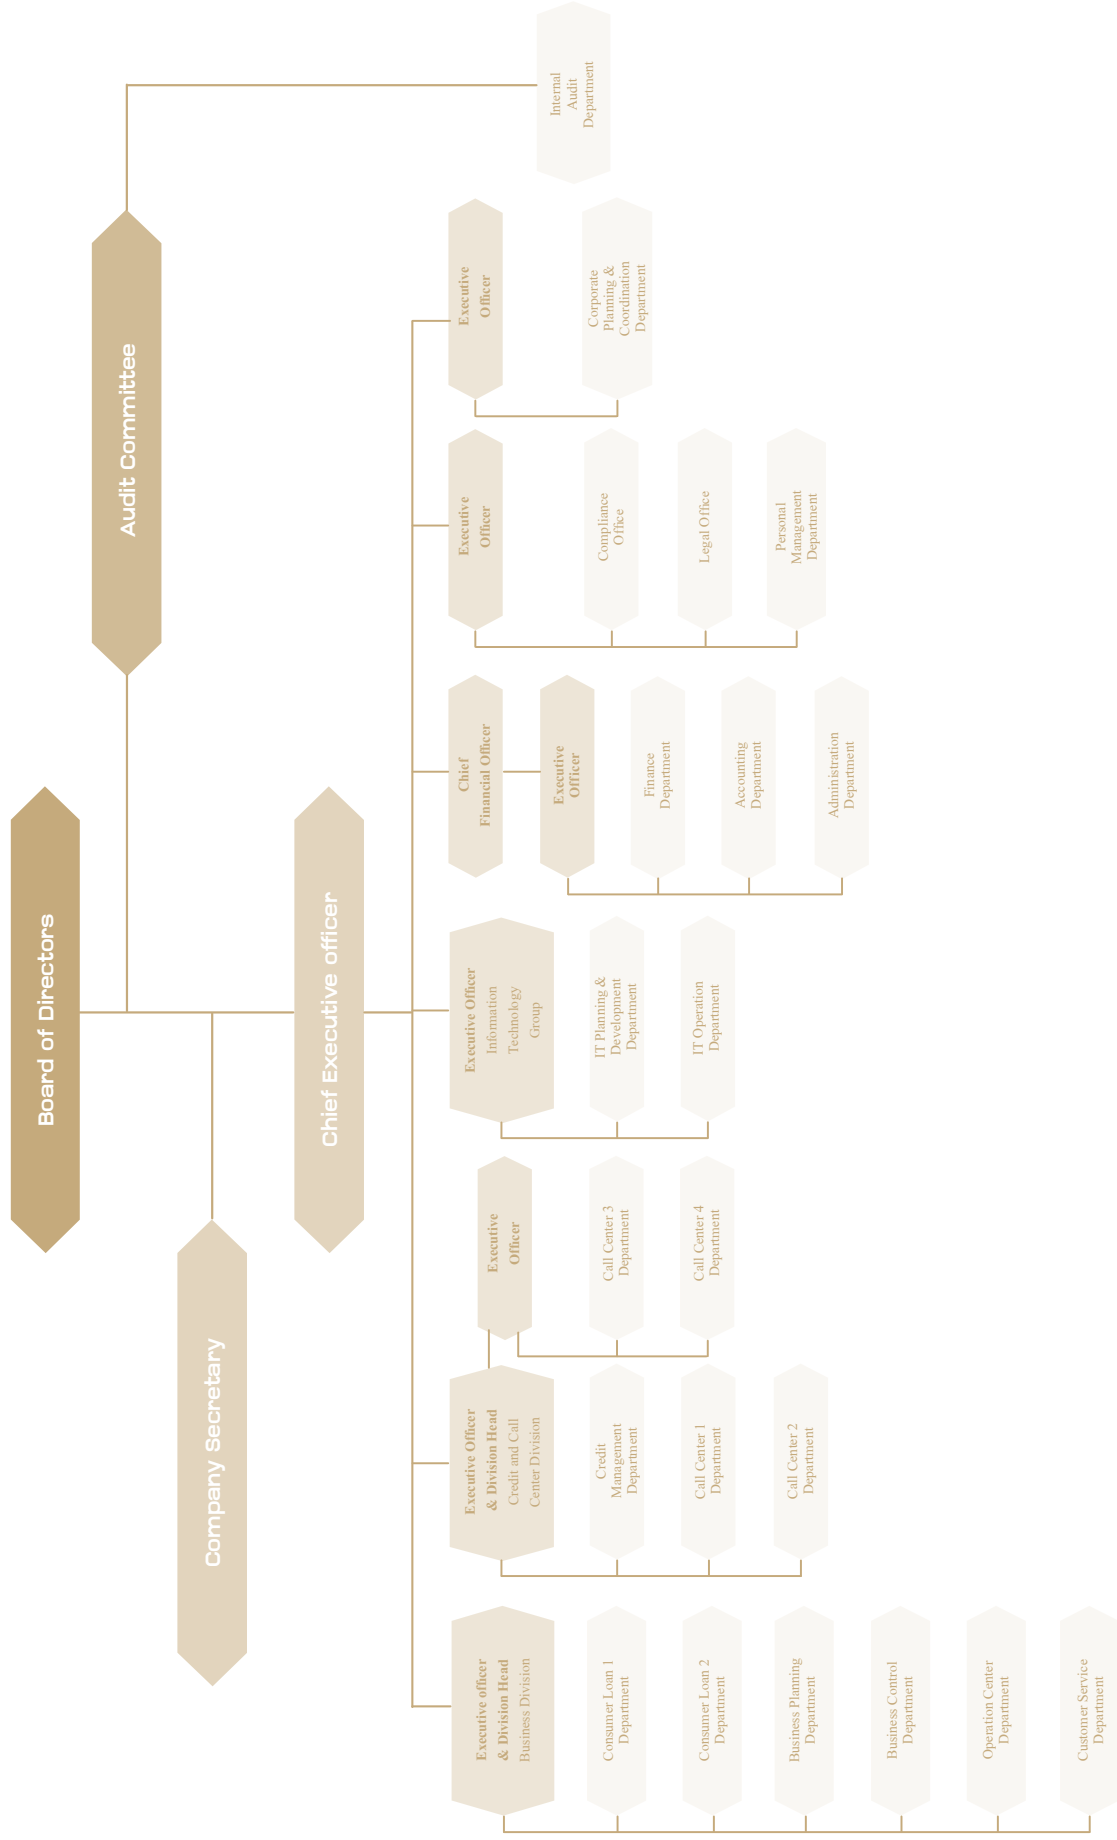 Board of Directors
Audit Committee
Company Secretary
Chief Executive officer
Executive officer
& Division Head
Business Division
Consumer Loan 1
Department
Consumer Loan 2
Department
Business Planning
Department
Business Control
Department
Operation Center
Department
Customer Service
Department
Executive Officer
& Division Head
Credit and Call
Center Division
Credit
Management
Department
Call Center 1
Department
Call Center 2
Department
Executive
Officer
Call Center 3
Department
Call Center 4
Department
Executive Officer
Information
Technology
Group
IT Planning &
Development
Department
IT Operation
Department
Chief
Financial Officer
Executive
Officer
Finance
Department
Accounting
Department
Administration
Department
Executive
Officer
Compliance
Office
Legal Office
Personal
Management
Department
Executive
Officer
Corporate
Planning &
Coordination
Department
Internal
Audit
Department